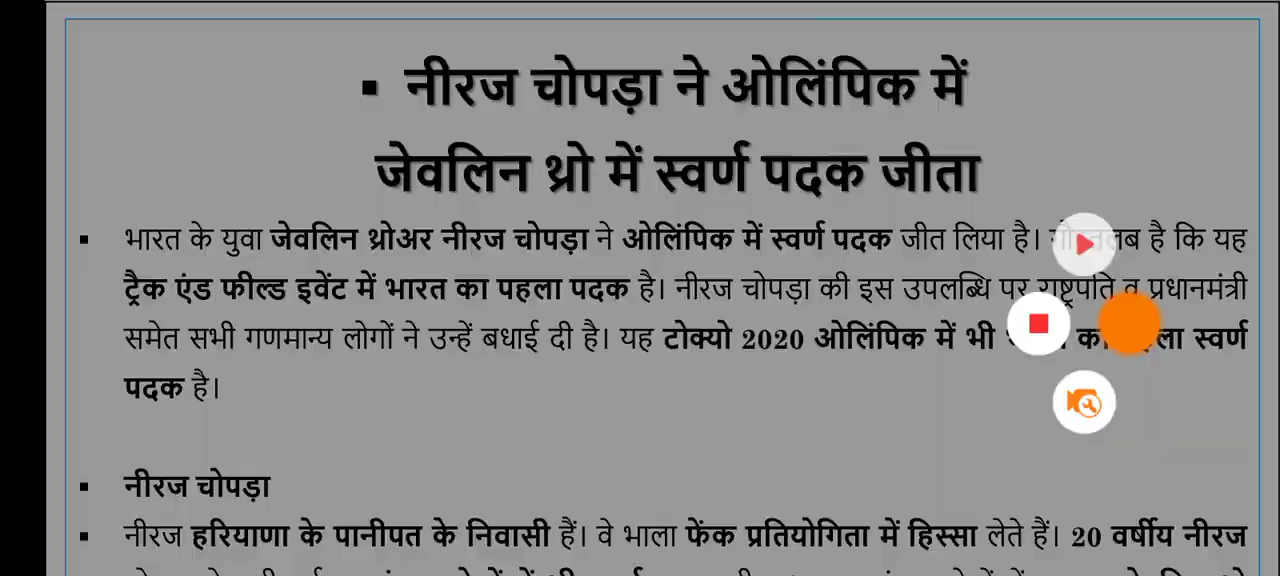 ▪ नीरज चोपड़ा ने ओलिंपिक में
जेवलिन थ्रो में स्वर्ण पदक जीता
▪ भारत के युवा जेवलिन थ्रोअर नीरज चोपड़ा ने ओलिंपिक में स्वर्ण पदक जीत लिया है। है कि यह
ट्रैक एंड फील्ड इवेंट में भारत का पहला पदक है। नीरज चोपड़ा की इस उपलब्धि पर राष्ट्रपति व प्रधानमंत्री
समेत सभी गणमान्य लोगों ने उन्हें बधाई दी है। यह टोक्यो 2020 ओलिंपिक में भी स्वर्ण
पदक है।
▪ नीरज चोपड़ा
▪ नीरज हरियाणा के पानीपत के निवासी हैं। वे भाला फेंक प्रतियोगिता में हिस्सा लेते हैं। 20 वर्षीय नीरज